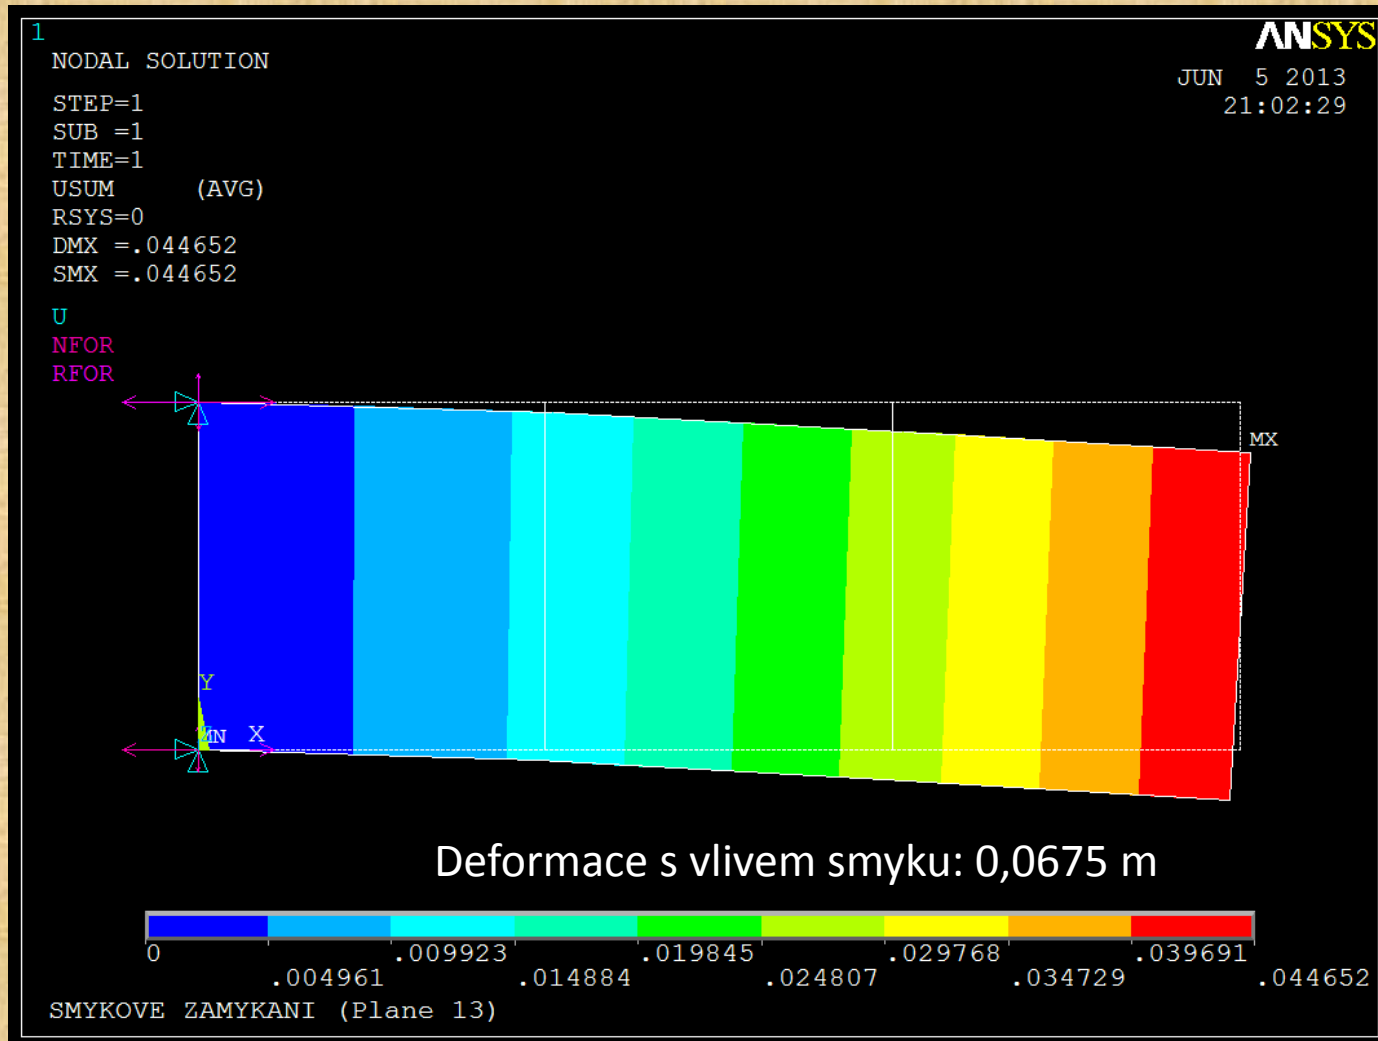 1
ANSYS
NODAL SOLUTION
JUN 5 2013
21:02:29
STEP=1
SUB =1
TIME=1
USUM (AVG)
RSYS=0
DMX =.044652
SMX =.044652
U
NFOR
RFOR
MX
Y
MN X
Deformace s vlivem smyku: 0,0675 m
0 .009923 .019845 .029768 .039691
.004961 .014884 .024807 .034729 .044652
SMYKOVE ZAMYKANI (Plane 13)